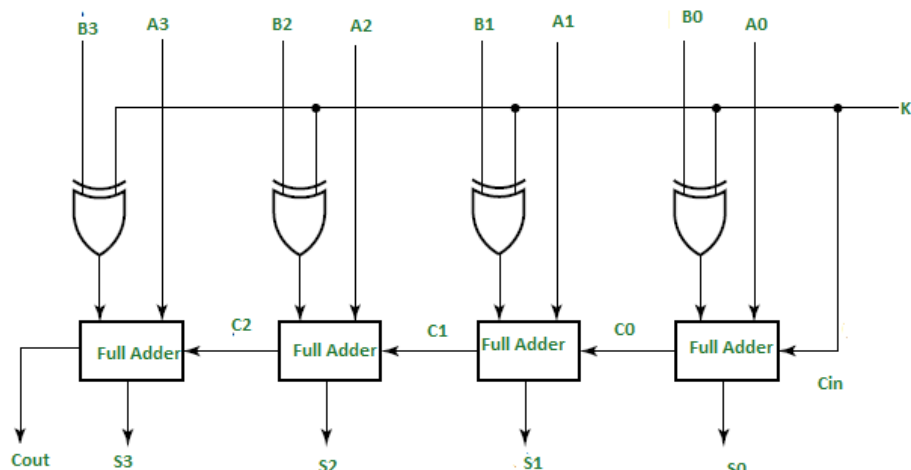 B3 A3 B2 A2 B1 A1 B0 A0
K
C2 C1 C0
Full Adder Full Adder Full Adder Full Adder
Cin
Cout S3 S2 S1 S0